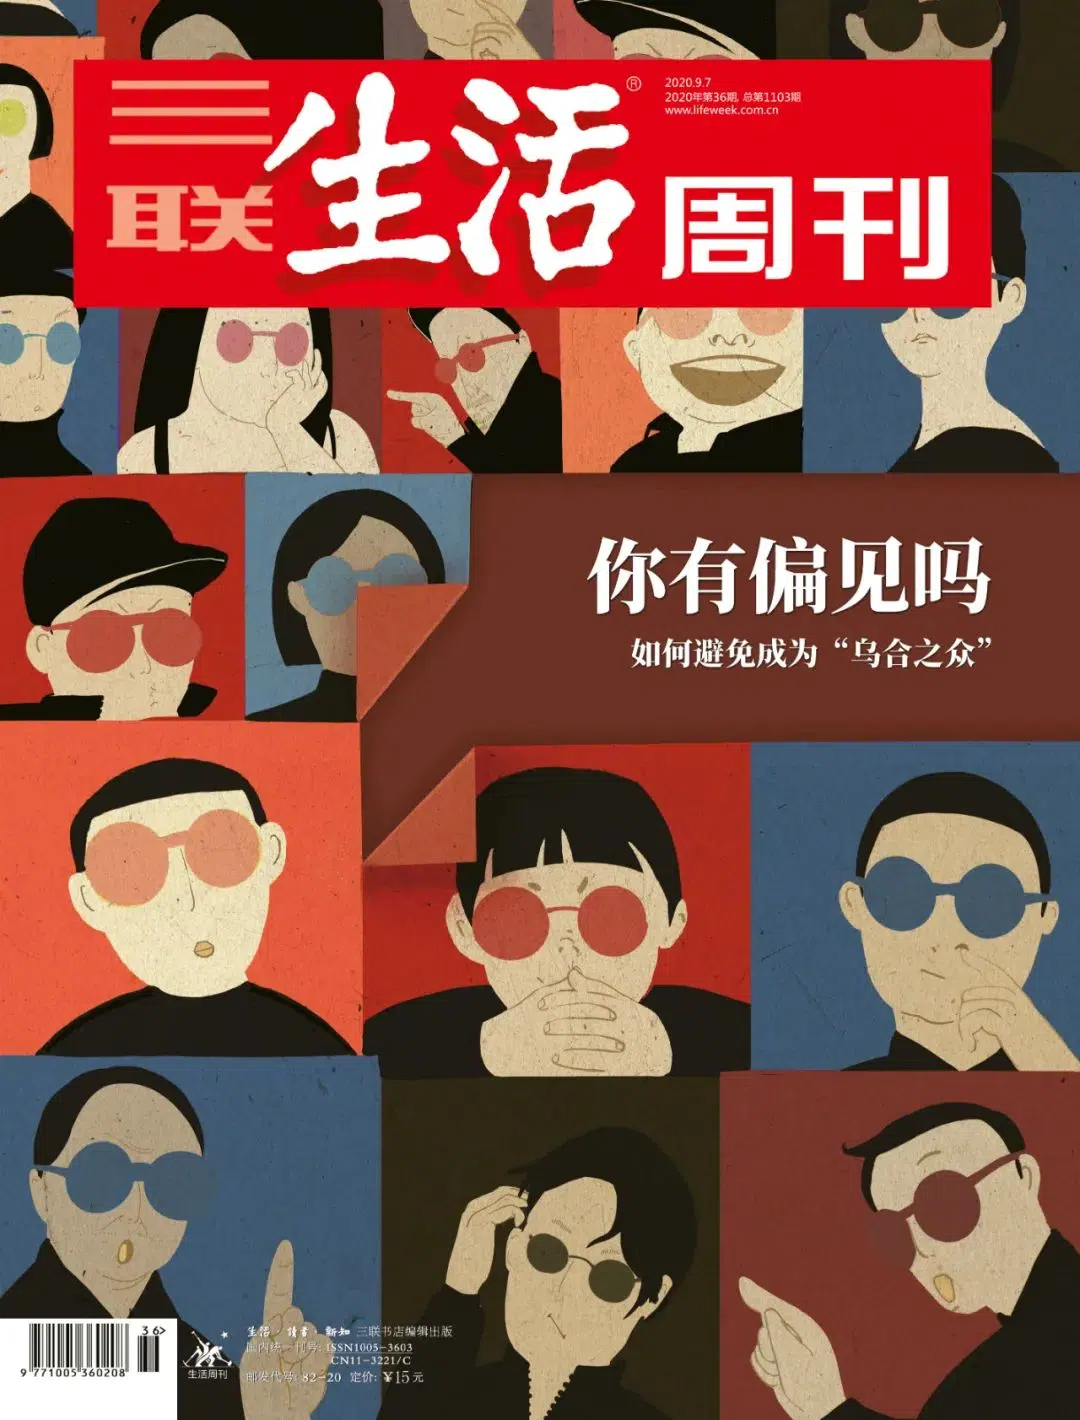 三联生活周刊®
2020.9.7
2020年第36期, 总第1103期
www.lifeweek.com.cn
你有偏见吗
如何避免成为“乌合之众”
36>
9 771005 360208
生活周刊
生活·讀書·新知 三联书店编辑出版
国内统一刊号: ISSN1005-3603
CN11-3221/C
邮发代号: 82-20 定价: ¥15元